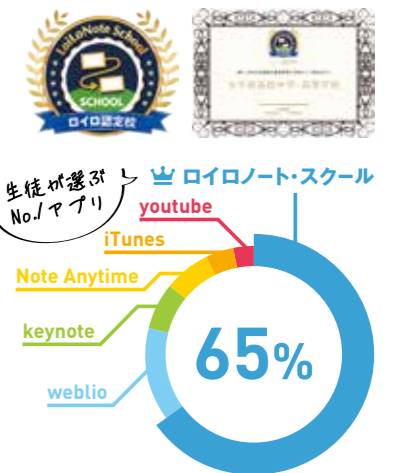 LoiLoNote School
SCHOOL
ロイロ認定校
生徒が選ぶ
No.1アプリ
ロイロノート・スクール
youtube
iTunes
Note Anytime
keynote
weblio
65%